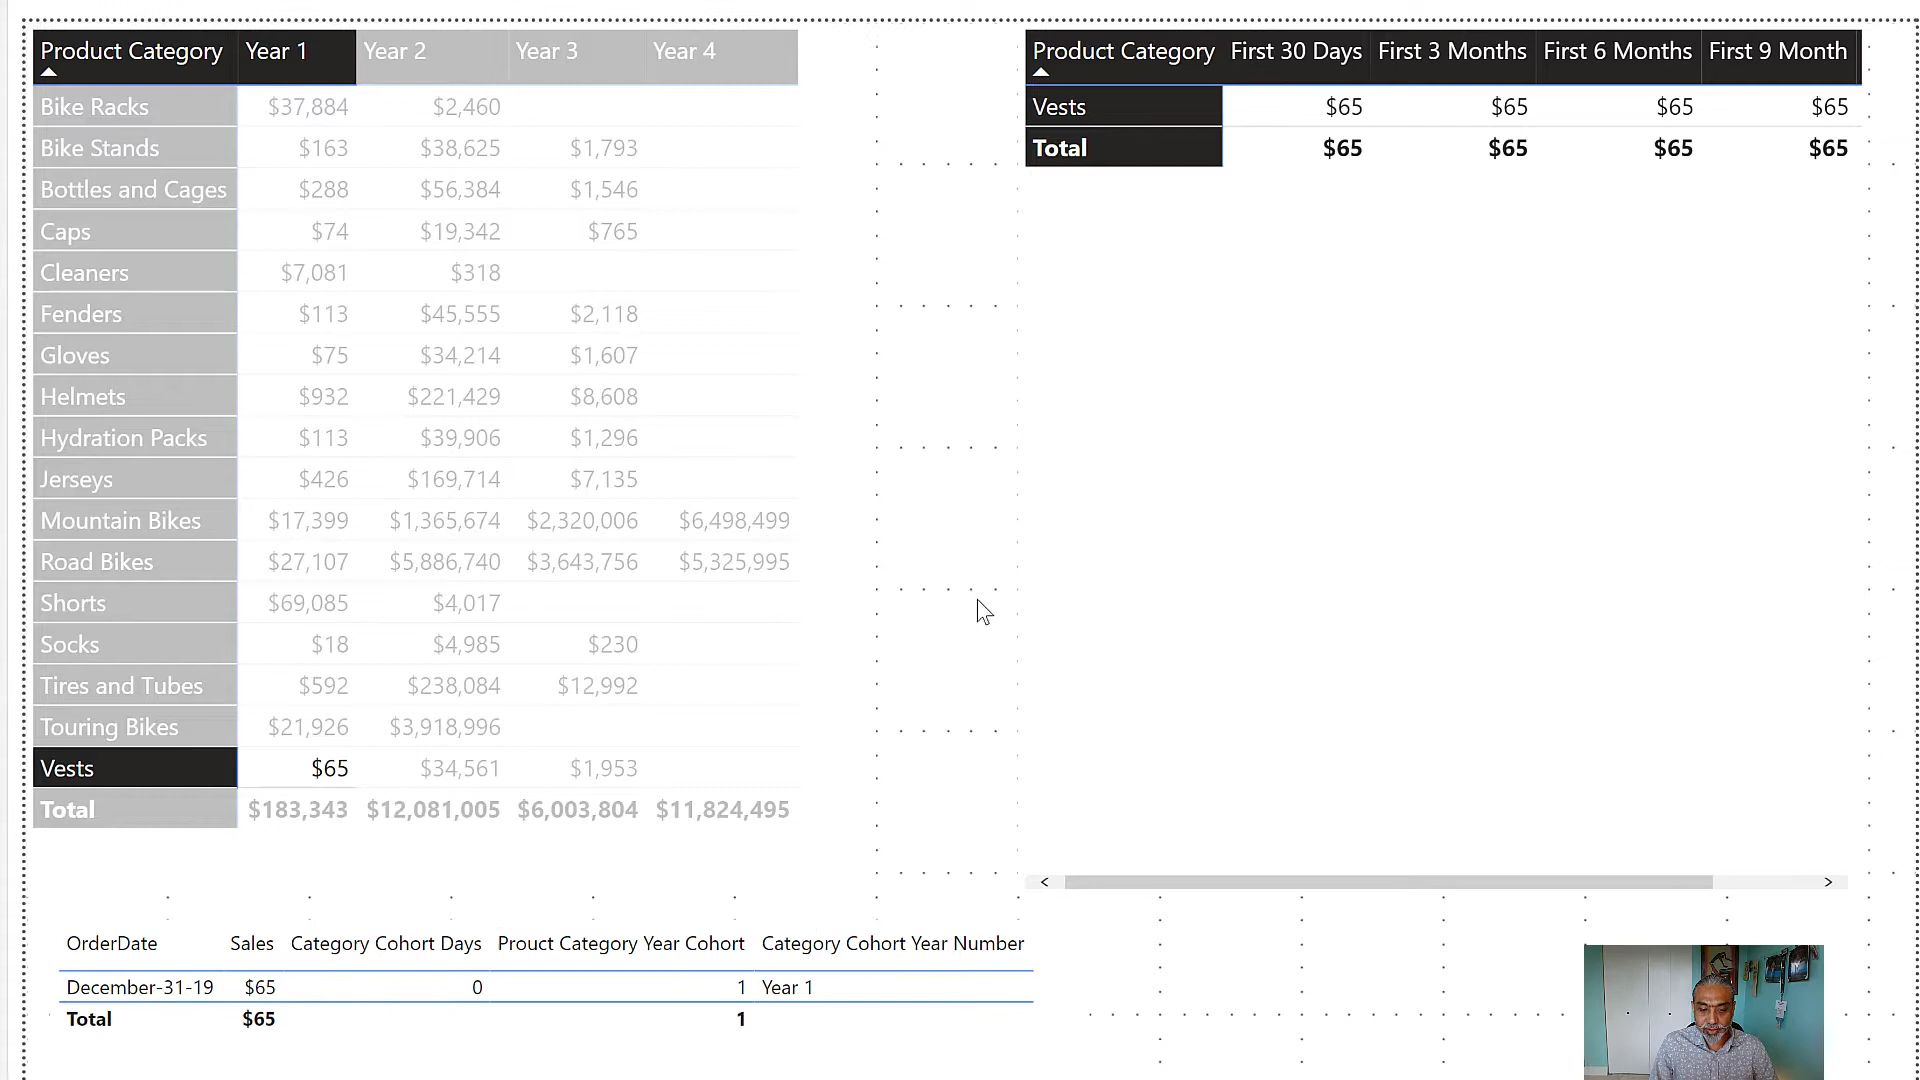 Product Category Year 1 Year 2 Year 3 Year 4
Bike Racks $37,884 $2,460
Bike Stands $163 $38,625 $1,793
Bottles and Cages $288 $56,384 $1,546
Caps $74 $19,342 $765
Cleaners $7,081 $318
Fenders $113 $45,555 $2,118
Gloves $75 $34,214 $1,607
Helmets $932 $221,429 $8,608
Hydration Packs $113 $39,906 $1,296
Jerseys $426 $169,714 $7,135
Mountain Bikes $17,399 $1,365,674 $2,320,006 $6,498,499
Road Bikes $27,107 $5,886,740 $3,643,756 $5,325,995
Shorts $69,085 $4,017
Socks $18 $4,985 $230
Tires and Tubes $592 $238,084 $12,992
Touring Bikes $21,926 $3,918,996
Vests $65 $34,561 $1,953
Total $183,343 $12,081,005 $6,003,804 $11,824,495
Product Category First 30 Days First 3 Months First 6 Months First 9 Month
Vests $65 $65 $65 $65
Total $65 $65 $65 $65
OrderDate Sales Category Cohort Days Prouct Category Year Cohort Category Cohort Year Number
December-31-19 $65 0 1 Year 1
Total $65 1